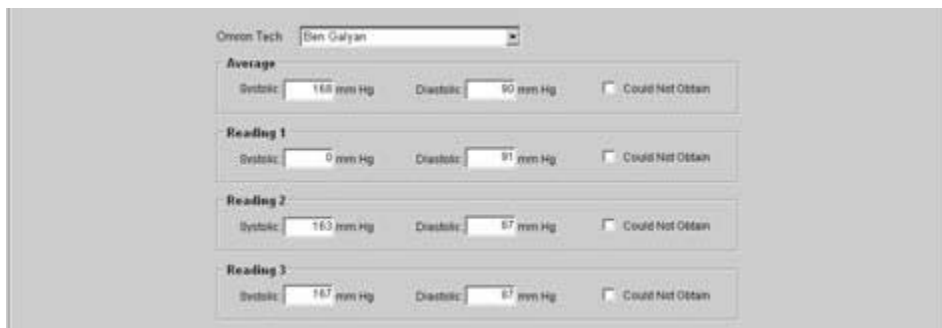 Omron Tech Ben Galyan
Average
Systolic 168 mm Hg Diastolic 90 mm Hg Could Not Obtain
Reading 1
Systolic 0 mm Hg Diastolic 91 mm Hg Could Not Obtain
Reading 2
Systolic 163 mm Hg Diastolic mm Hg Could Not Obtain
Reading 3
Systolic 167 mm Hg Diastolic mm Hg Could Not Obtain